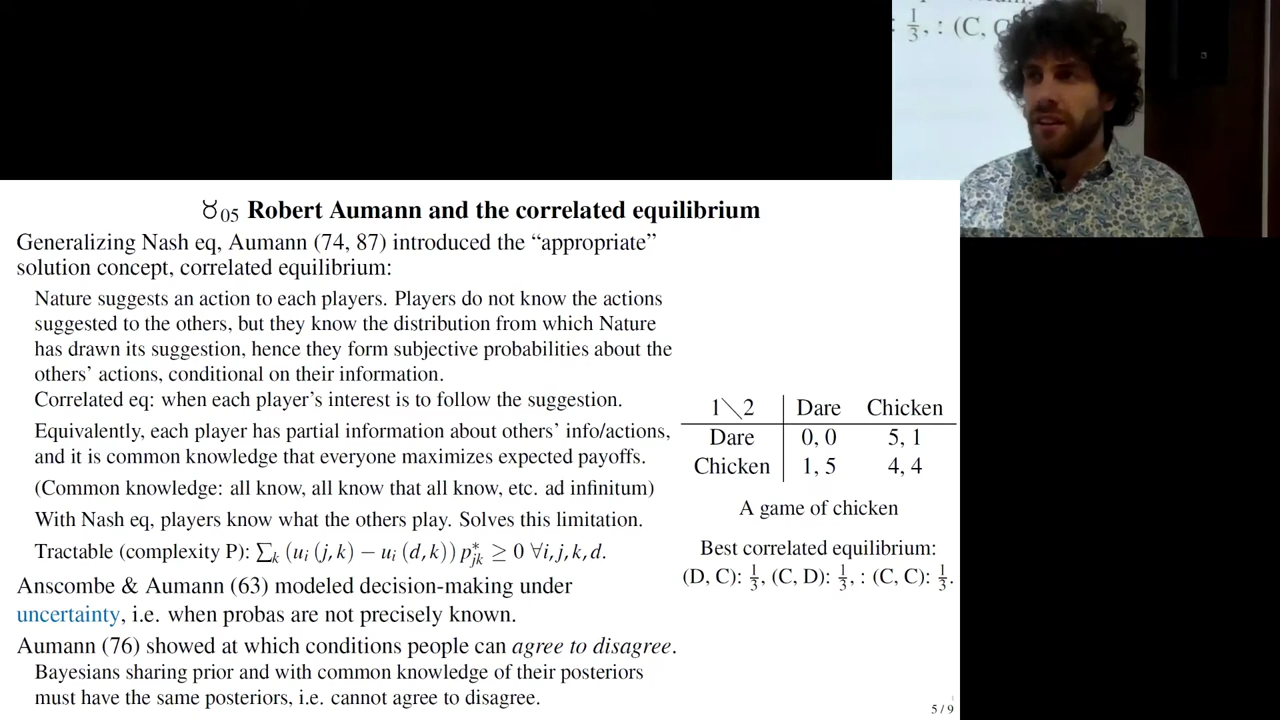 1/3, : (C, C
♉05 Robert Aumann and the correlated equilibrium
Generalizing Nash eq, Aumann (74, 87) introduced the “appropriate”
solution concept, correlated equilibrium:
Nature suggests an action to each players. Players do not know the actions
suggested to the others, but they know the distribution from which Nature
has drawn its suggestion, hence they form subjective probabilities about the
others’ actions, conditional on their information.
Correlated eq: when each player’s interest is to follow the suggestion.
Equivalently, each player has partial information about others’ info/actions,
and it is common knowledge that everyone maximizes expected payoffs.
(Common knowledge: all know, all know that all know, etc. ad infinitum)
With Nash eq, players know what the others play. Solves this limitation.
Tractable (complexity P): ∑k (ui (j, k) − ui (d, k)) p*jk ≥ 0 ∀i, j, k, d.
Anscombe & Aumann (63) modeled decision-making under
uncertainty, i.e. when probas are not precisely known.
Aumann (76) showed at which conditions people can agree to disagree.
Bayesians sharing prior and with common knowledge of their posteriors
must have the same posteriors, i.e. cannot agree to disagree.
1╲2 Dare Chicken
Dare 0, 0 5, 1
Chicken 1, 5 4, 4
A game of chicken
Best correlated equilibrium:
(D, C): 1/3, (C, D): 1/3, : (C, C): 1/3.
5 / 9